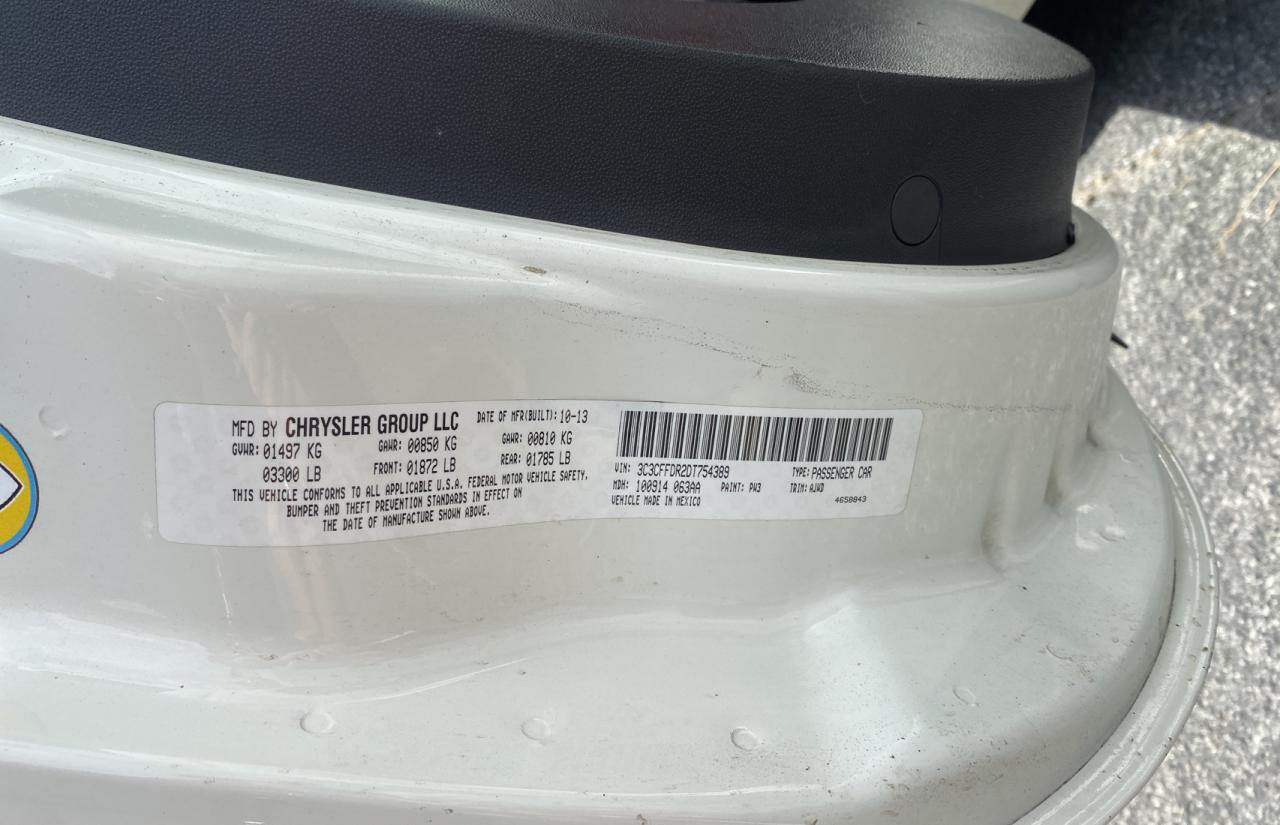 MFD BY CHRYSLER GROUP LLC DATE OF MFR(BUILT): 10-13
GVWR: 01497 KG GAWR: 00850 KG GAWR: 00810 KG
03300 LB FRONT: 01872 LB REAR: 01785 LB
THIS VEHICLE CONFORMS TO ALL APPLICABLE U.S.A. FEDERAL MOTOR VEHICLE SAFETY,
BUMPER AND THEFT PREVENTION STANDARDS IN EFFECT ON
THE DATE OF MANUFACTURE SHOWN ABOVE.
VIN: 3C3CFFDR2DT754389 TYPE: PASSENGER CAR
MDH: 100914 063AA PAINT: PW3 TRIM: AJWD
VEHICLE MADE IN MEXICO 4658843